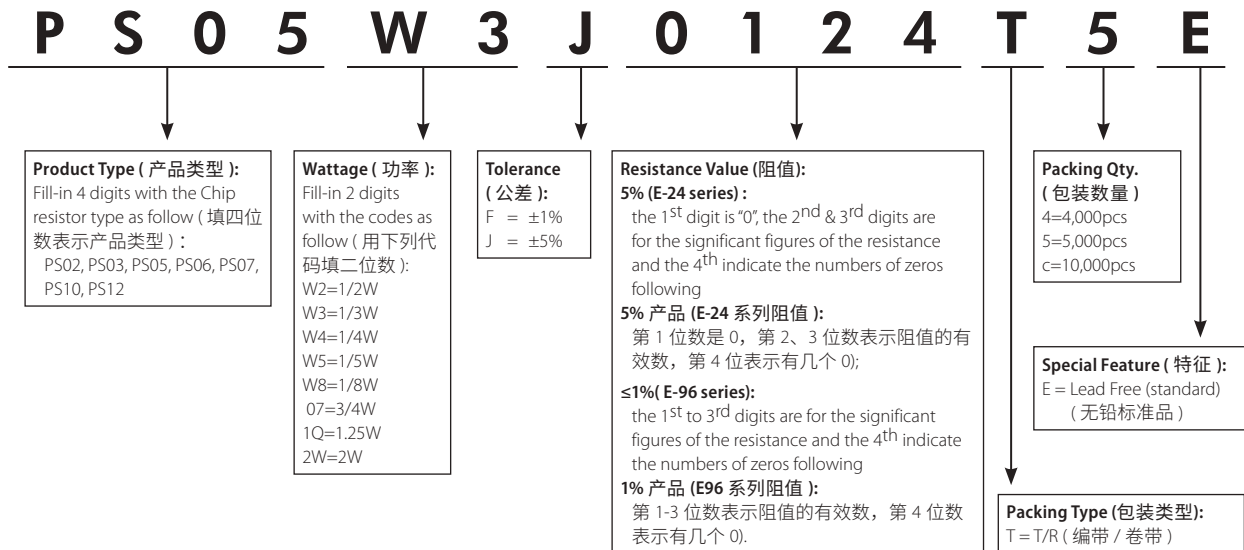 P S 0 5 W 3 J 0 1 2 4 T 5 E
Product Type ( 产品类型 ):
Fill-in 4 digits with the Chip
resistor type as follow ( 填四位
数表示产品类型 ) :
PS02, PS03, PS05, PS06, PS07,
PS10, PS12
Wattage ( 功率 ):
Fill-in 2 digits
with the codes as
follow ( 用下列代
码填二位数 ):
W2=1/2W
W3=1/3W
W4=1/4W
W5=1/5W
W8=1/8W
07=3/4W
1Q=1.25W
2W=2W
Tolerance
( 公差 ):
F = ±1%
J = ±5%
Resistance Value (阻值):
5% (E-24 series) :
the 1st digit is "0", the 2nd & 3rd digits are
for the significant figures of the resistance
and the 4th indicate the numbers of zeros
following
5% 产品 (E-24 系列阻值 ):
第 1 位数是 0，第 2、3 位数表示阻值的有
效数，第 4 位表示有几个 0);
≤1%( E-96 series):
the 1st to 3rd digits are for the significant
figures of the resistance and the 4th indicate
the numbers of zeros following
1% 产品 (E96 系列阻值 ):
第 1-3 位数表示阻值的有效数，第 4 位数
表示有几个 0).
Packing Qty.
( 包装数量 )
4=4,000pcs
5=5,000pcs
c=10,000pcs
Special Feature ( 特征 ):
E = Lead Free (standard)
( 无铅标准品 )
Packing Type (包装类型):
T = T/R ( 编带 / 卷带 )